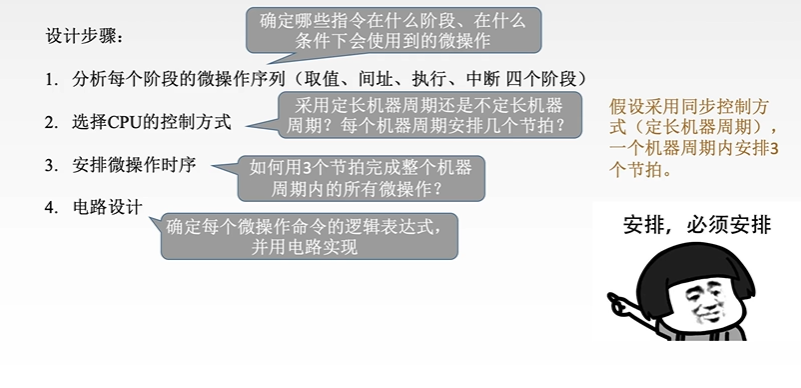 设计步骤：
确定哪些指令在什么阶段、在什么
条件下会使用到的微操作
1. 分析每个阶段的微操作序列（取值、间址、执行、中断 四个阶段）
2. 选择CPU的控制方式
采用定长机器周期还是不定长机器
周期？每个机器周期安排几个节拍？
3. 安排微操作时序
如何用3个节拍完成整个机器
周期内的所有微操作？
4. 电路设计
确定每个微操作命令的逻辑表达式，
并用电路实现
假设采用同步控制方
式（定长机器周期），
一个机器周期内安排3
个节拍。
安排，必须安排